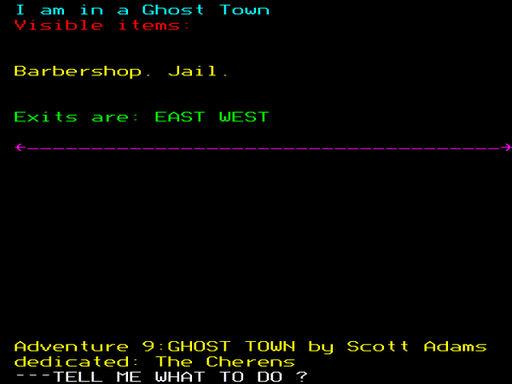 I am in a Ghost Town
Visible items:
Barbershop. Jail.
Exits are: EAST WEST
Adventure 9:GHOST TOWN by Scott Adams
dedicated: The Cherens
---TELL ME WHAT TO DO ?